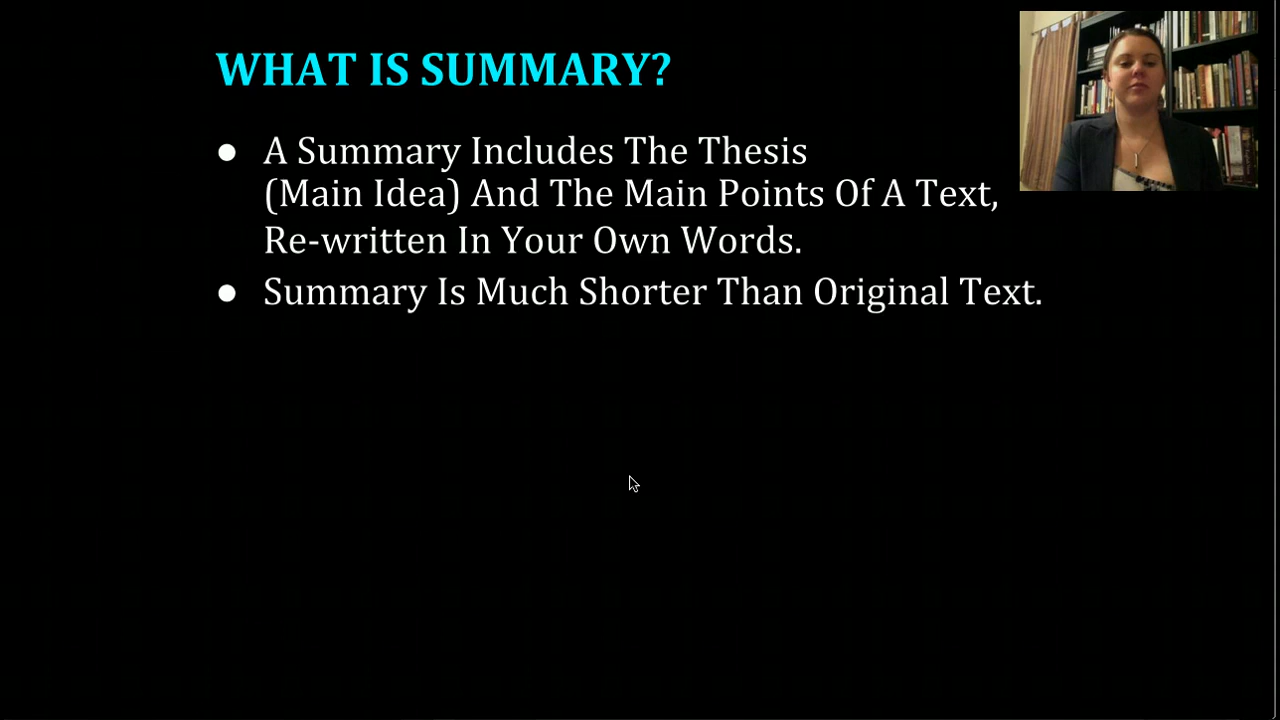 WHAT IS SUMMARY?
● A Summary Includes The Thesis
(Main Idea) And The Main Points Of A Text,
Re-written In Your Own Words.
● Summary Is Much Shorter Than Original Text.